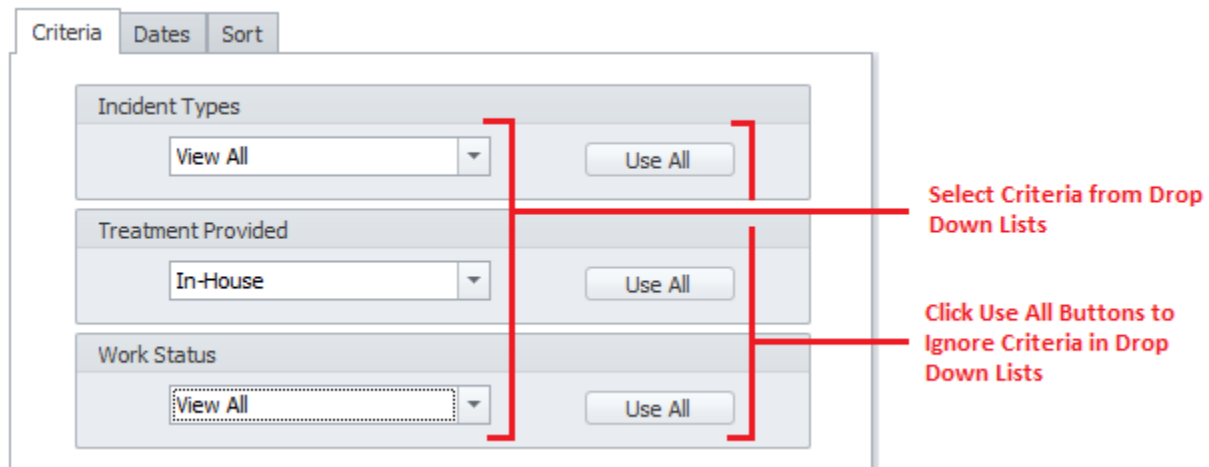 Criteria Dates Sort
Incident Types
View All Use All
Select Criteria from Drop
Down Lists
Treatment Provided
In-House Use All
Click Use All Buttons to
Ignore Criteria in Drop
Down Lists
Work Status
View All Use All